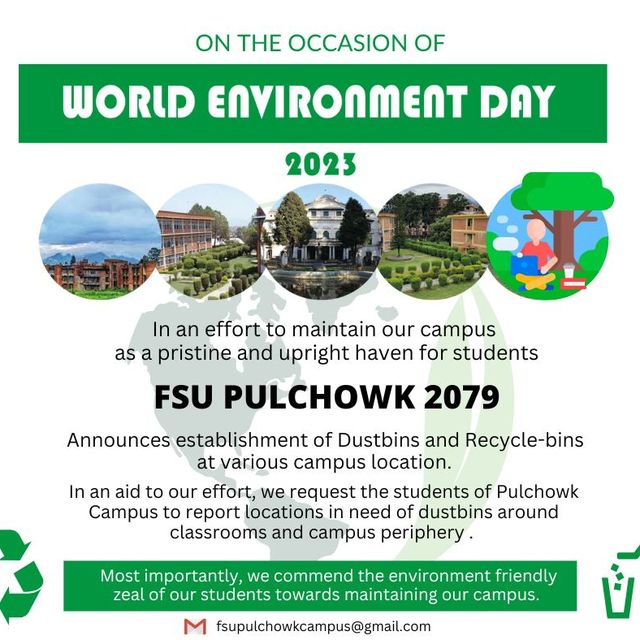 ON THE OCCASION OF
WORLD ENVIRONMENT DAY
2023
In an effort to maintain our campus
as a pristine and upright haven for students
FSU PULCHOWK 2079
Announces establishment of Dustbins and Recycle-bins
at various campus location.
In an aid to our effort, we request the students of Pulchowk
Campus to report locations in need of dustbins around
classrooms and campus periphery .
Most importantly, we commend the environment friendly
zeal of our students towards maintaining our campus.
fsupulchowkcampus@gmail.com